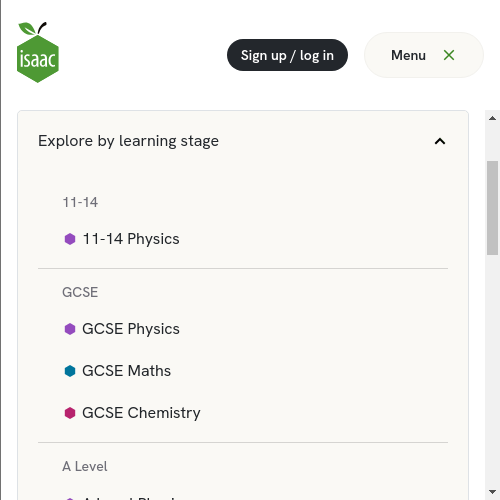 isaac
Sign up / log in
Menu
Explore by learning stage
11-14
11-14 Physics
GCSE
GCSE Physics
GCSE Maths
GCSE Chemistry
A Level